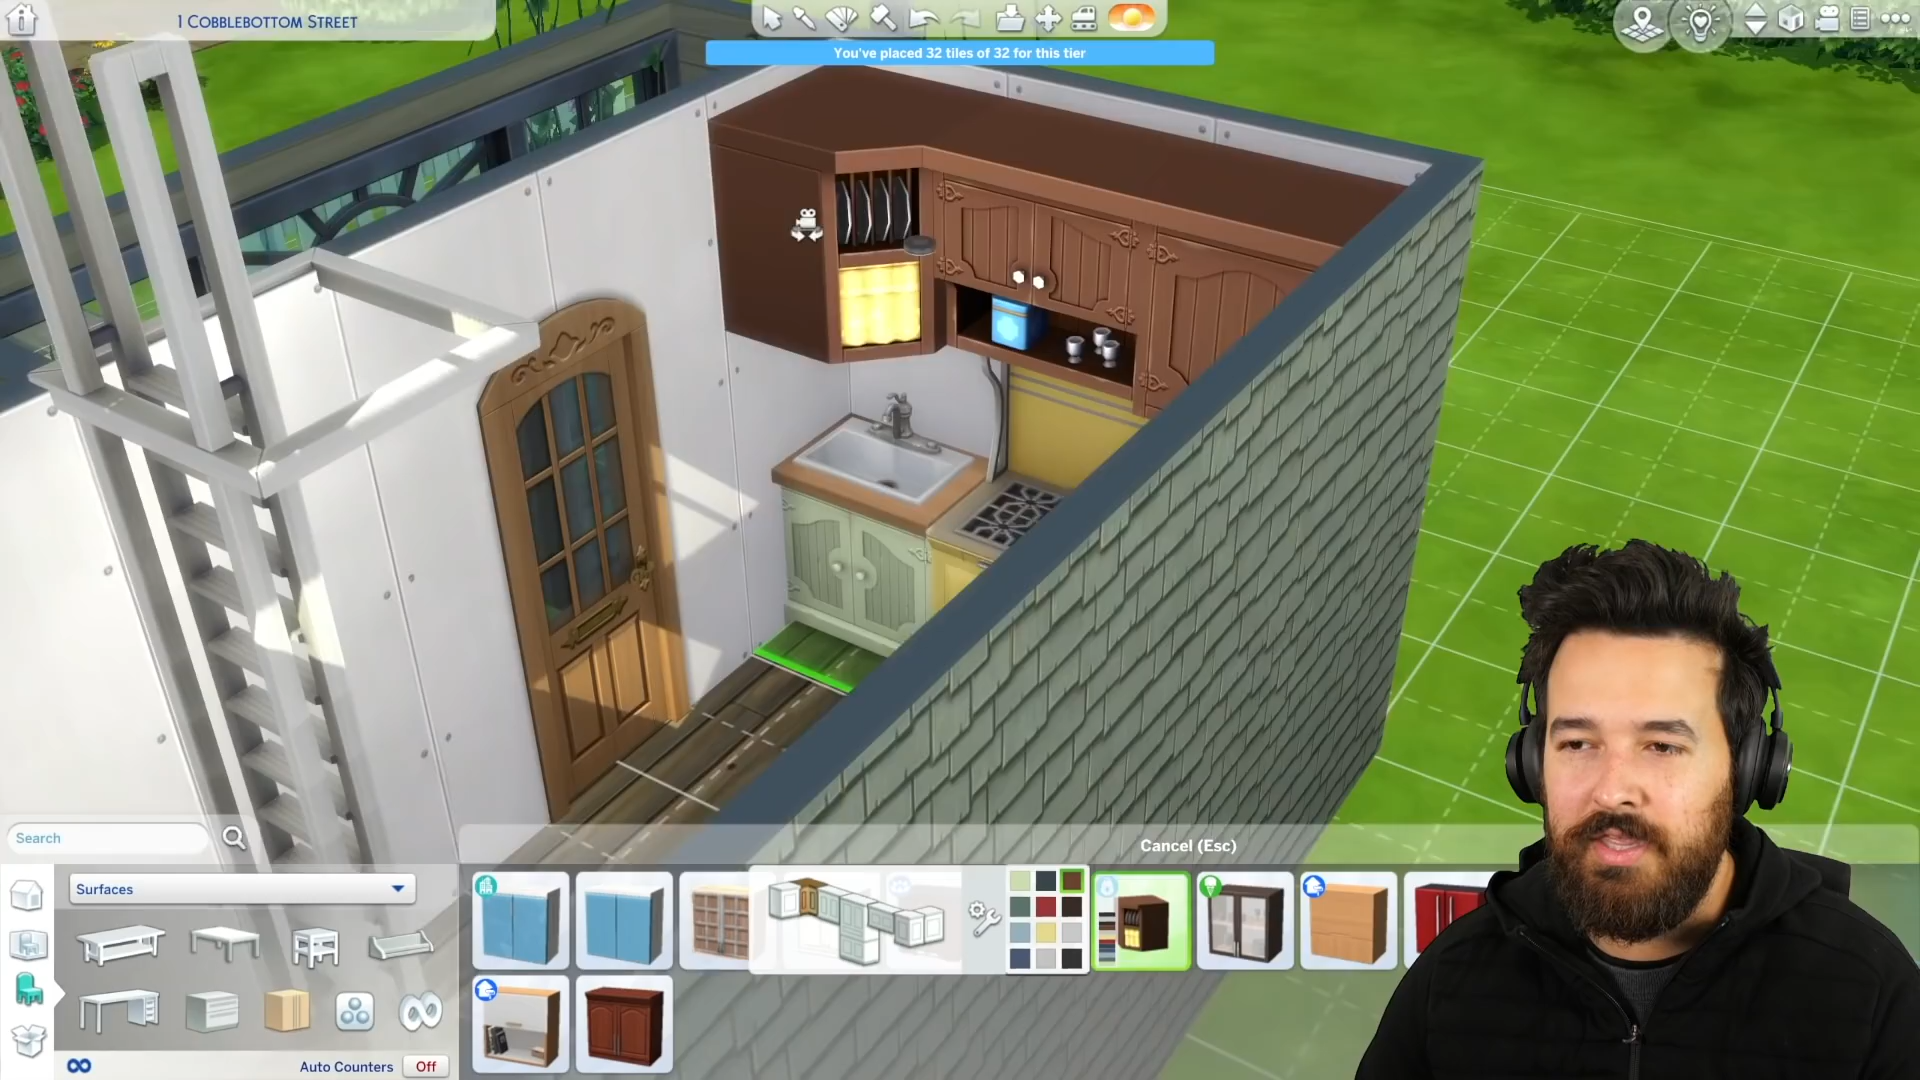 1 Cobblebottom Street
You've placed 32 tiles of 32 for this tier
Search
Cancel (Esc)
Surfaces
Auto Counters
Off